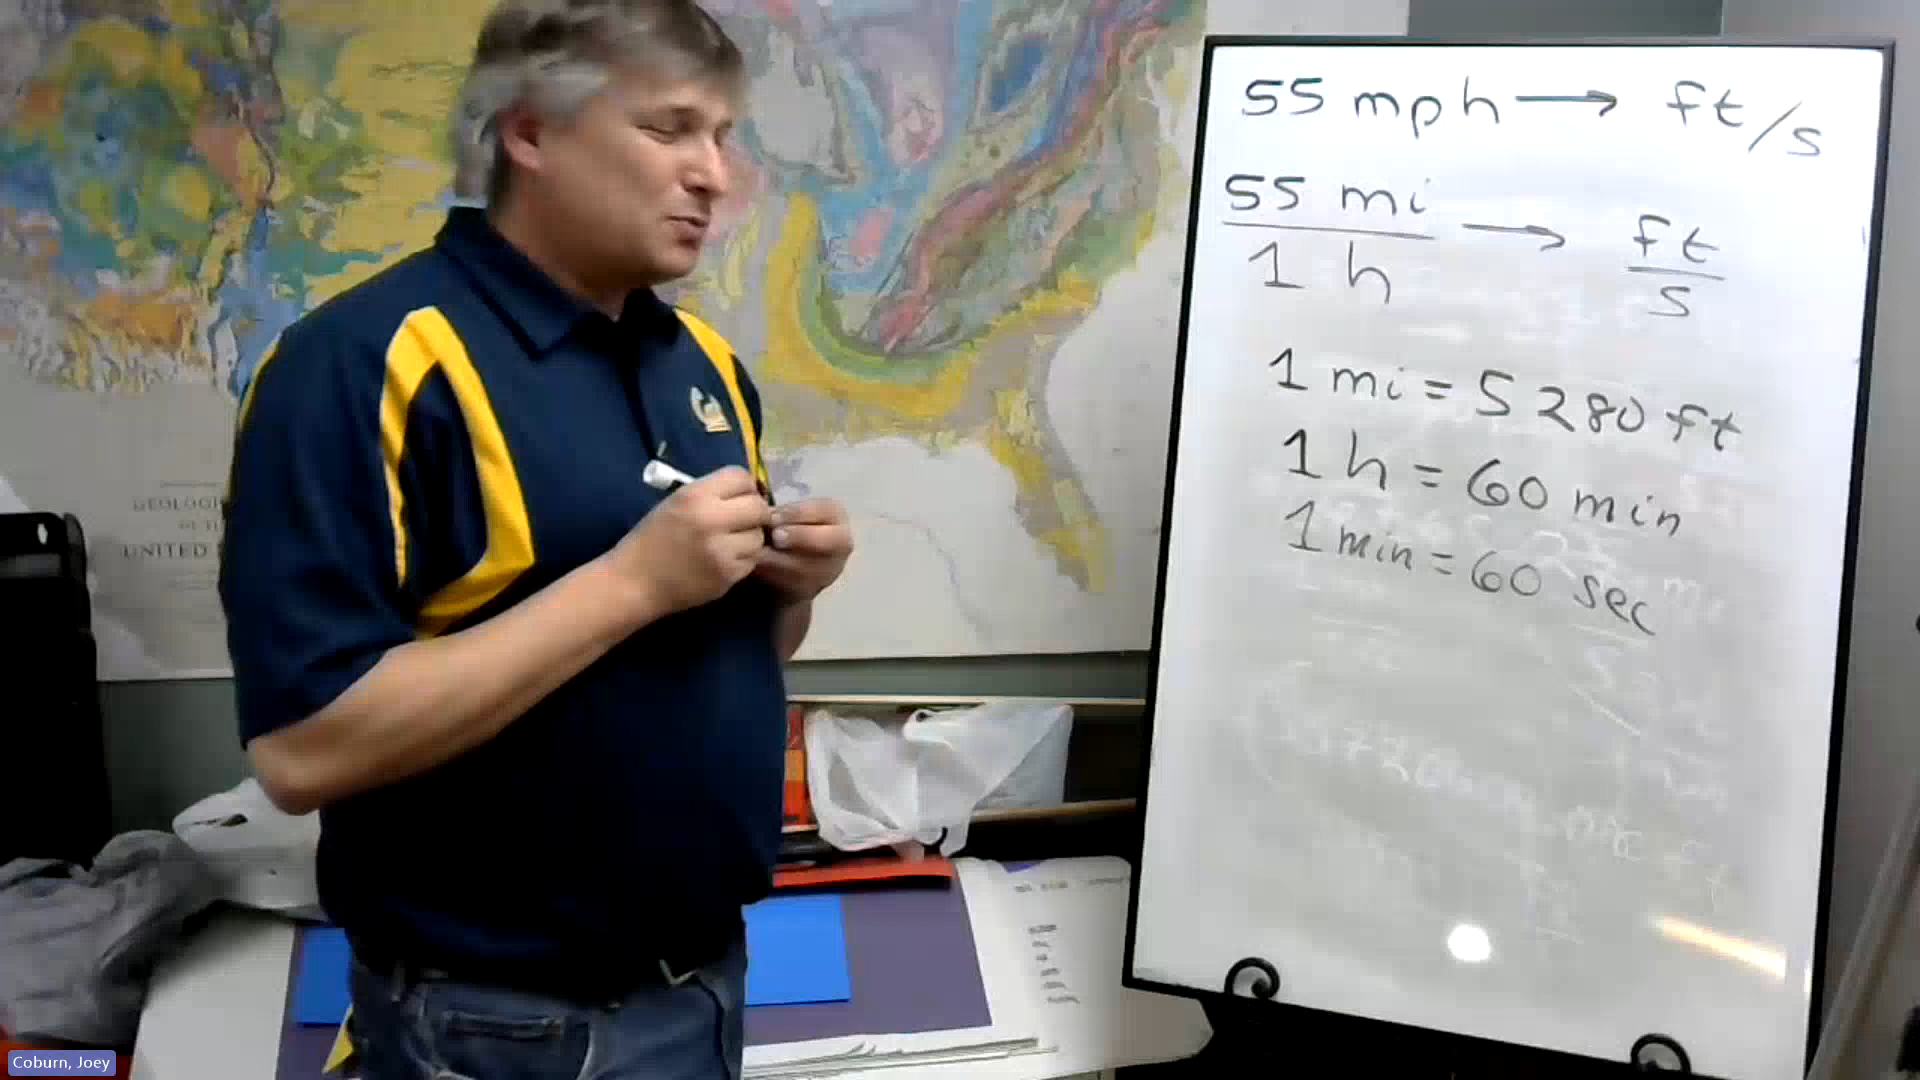 55 mph → ft/s
55 mi
1 h
→ ft
s
1 mi = 5280 ft
1 h = 60 min
1 min = 60 sec
UNITED
Coburn, Joey